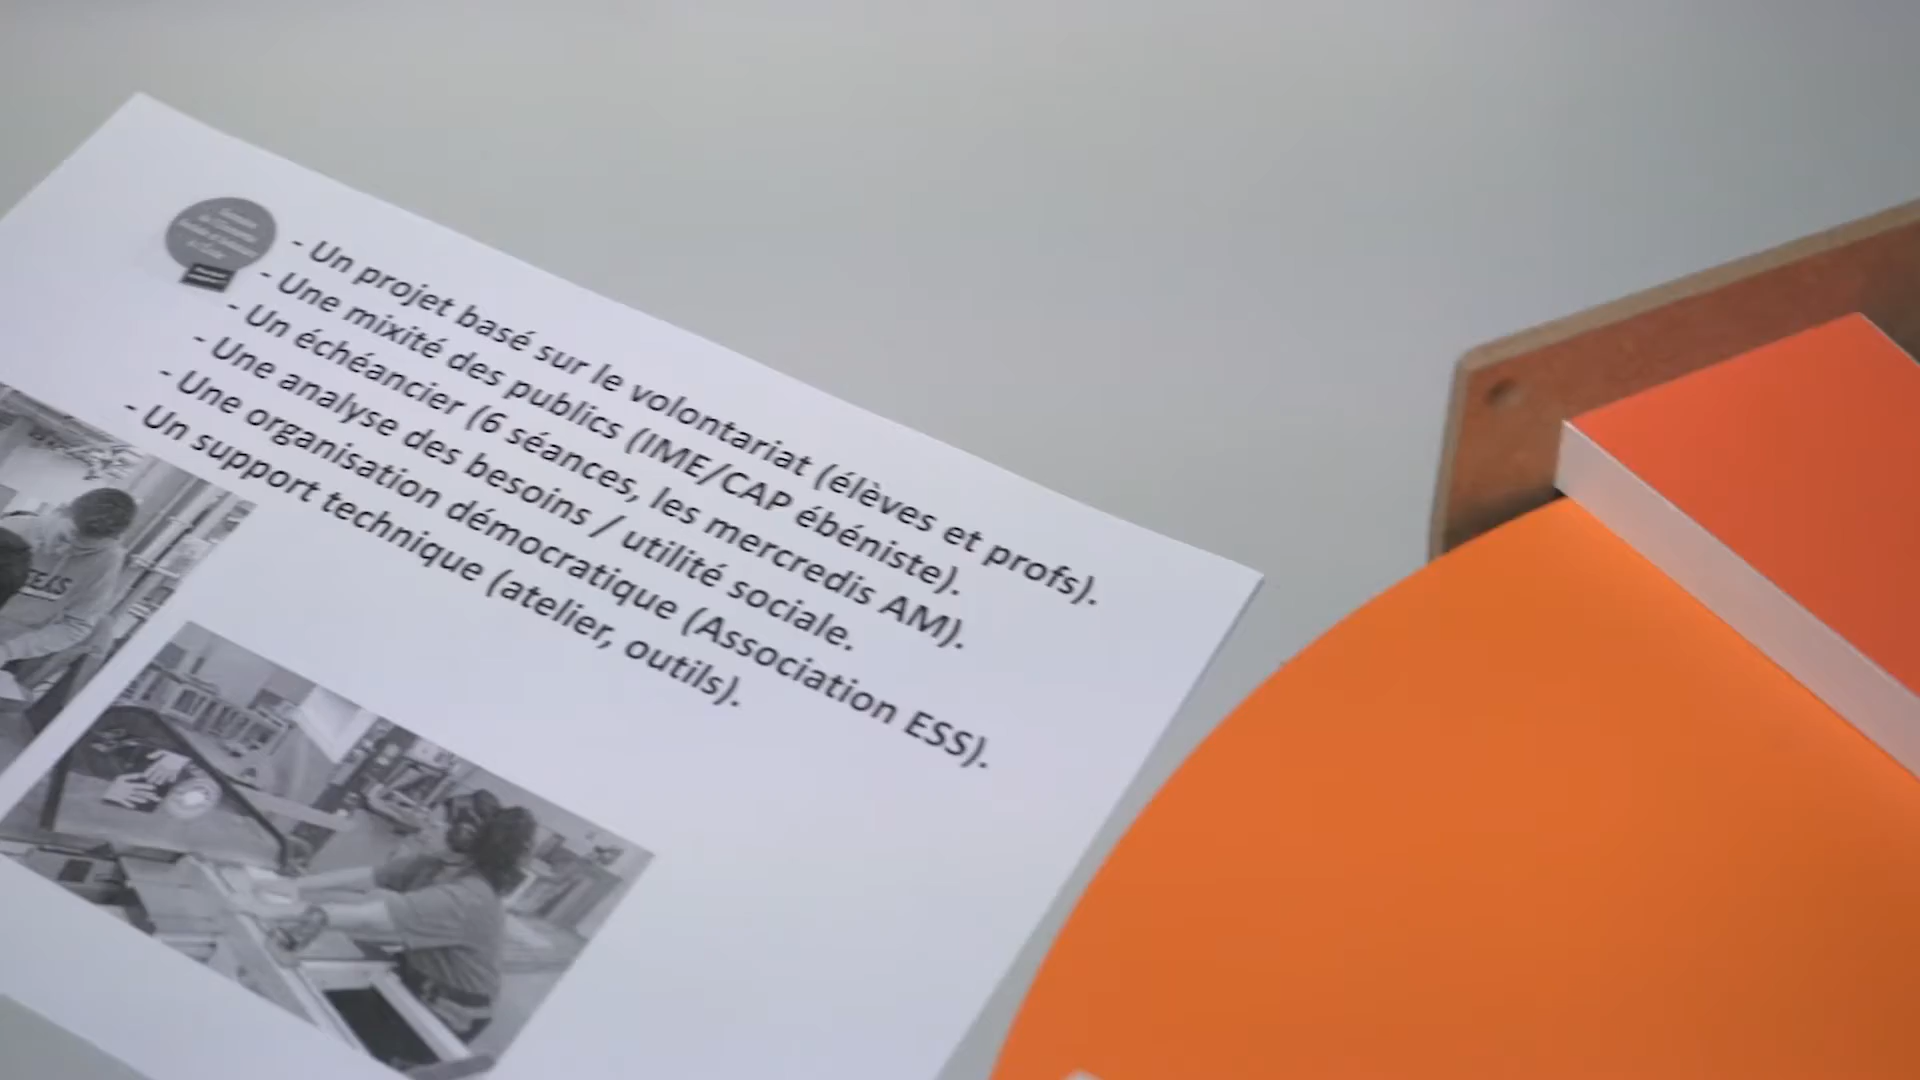 - Un projet basé sur le volontariat (élèves et profs).
- Une mixité des publics (IME/CAP ébéniste).
- Un échéancier (6 séances, les mercredis AM).
- Une analyse des besoins / utilité sociale.
- Une organisation démocratique (Association ESS).
- Un support technique (atelier, outils).